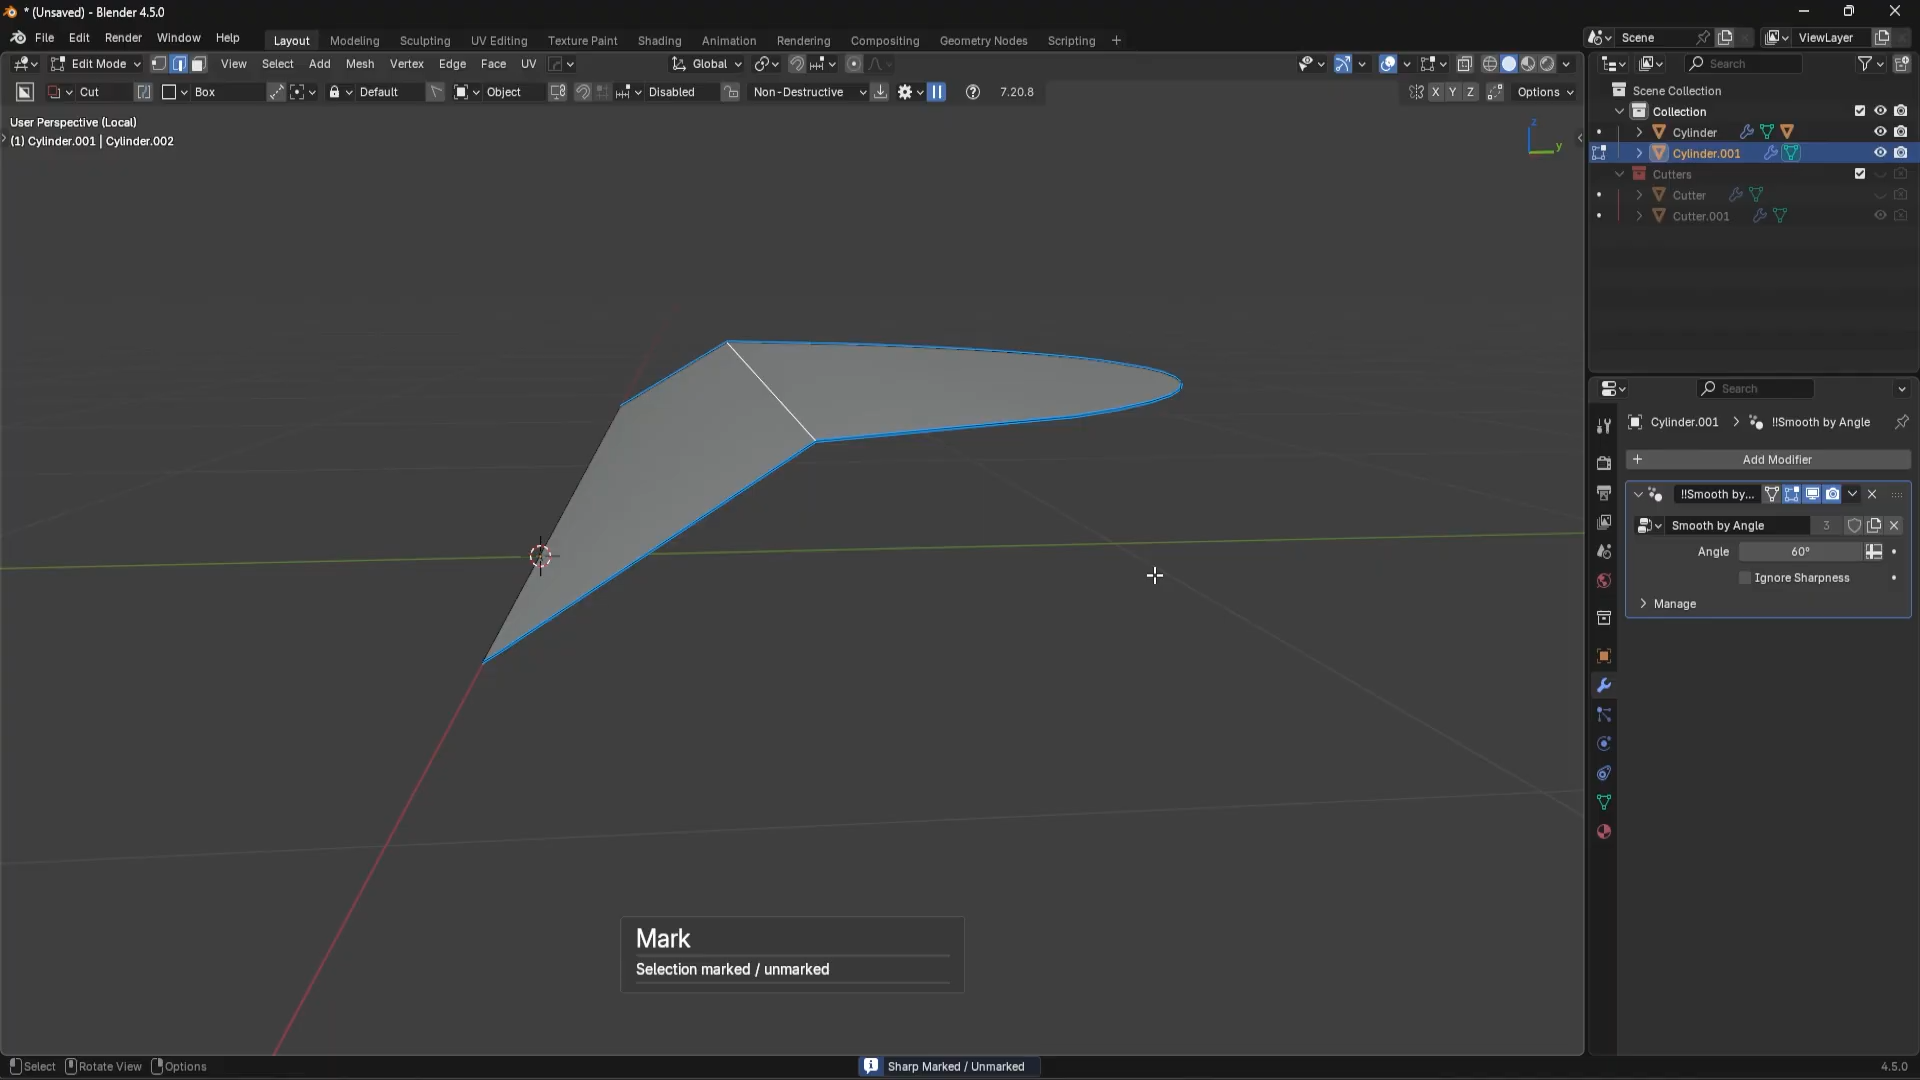 * (Unsaved) - Blender 4.5.0
File Edit Render Window Help
Layout Modeling Sculpting UV Editing Texture Paint Shading Animation Rendering Compositing Geometry Nodes Scripting +
Scene ViewLayer
Edit Mode View Select Add Mesh Vertex Edge Face UV Global
Search
Cut Box Default Object Disabled Non-Destructive 7.20.8 X Y Z Options
User Perspective (Local)
(1) Cylinder.001 | Cylinder.002
Z
Y
Scene Collection
Collection
Cylinder
Cylinder.001
Cutters
Cutter
Cutter.001
Search
Cylinder.001 > !!Smooth by Angle
+ Add Modifier
!!Smooth by...
Smooth by Angle 3
Angle 60°
Ignore Sharpness
Manage
Mark
Selection marked / unmarked
Select Rotate View Options Sharp Marked / Unmarked 4.5.0